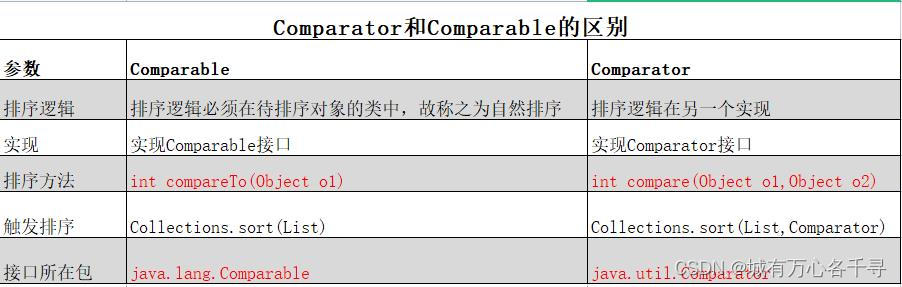 Comparator和Comparable的区别
参数 Comparable Comparator
排序逻辑 排序逻辑必须在待排序对象的类中，故称之为自然排序 排序逻辑在另一个实现
实现 实现Comparable接口 实现Comparator接口
排序方法 int compareTo(Object o1) int compare(Object o1,Object o2)
触发排序 Collections.sort(List) Collections.sort(List,Comparator)
接口所在包 java.lang.Comparable java.util.Comparator
CSDN @城有万心各千寻